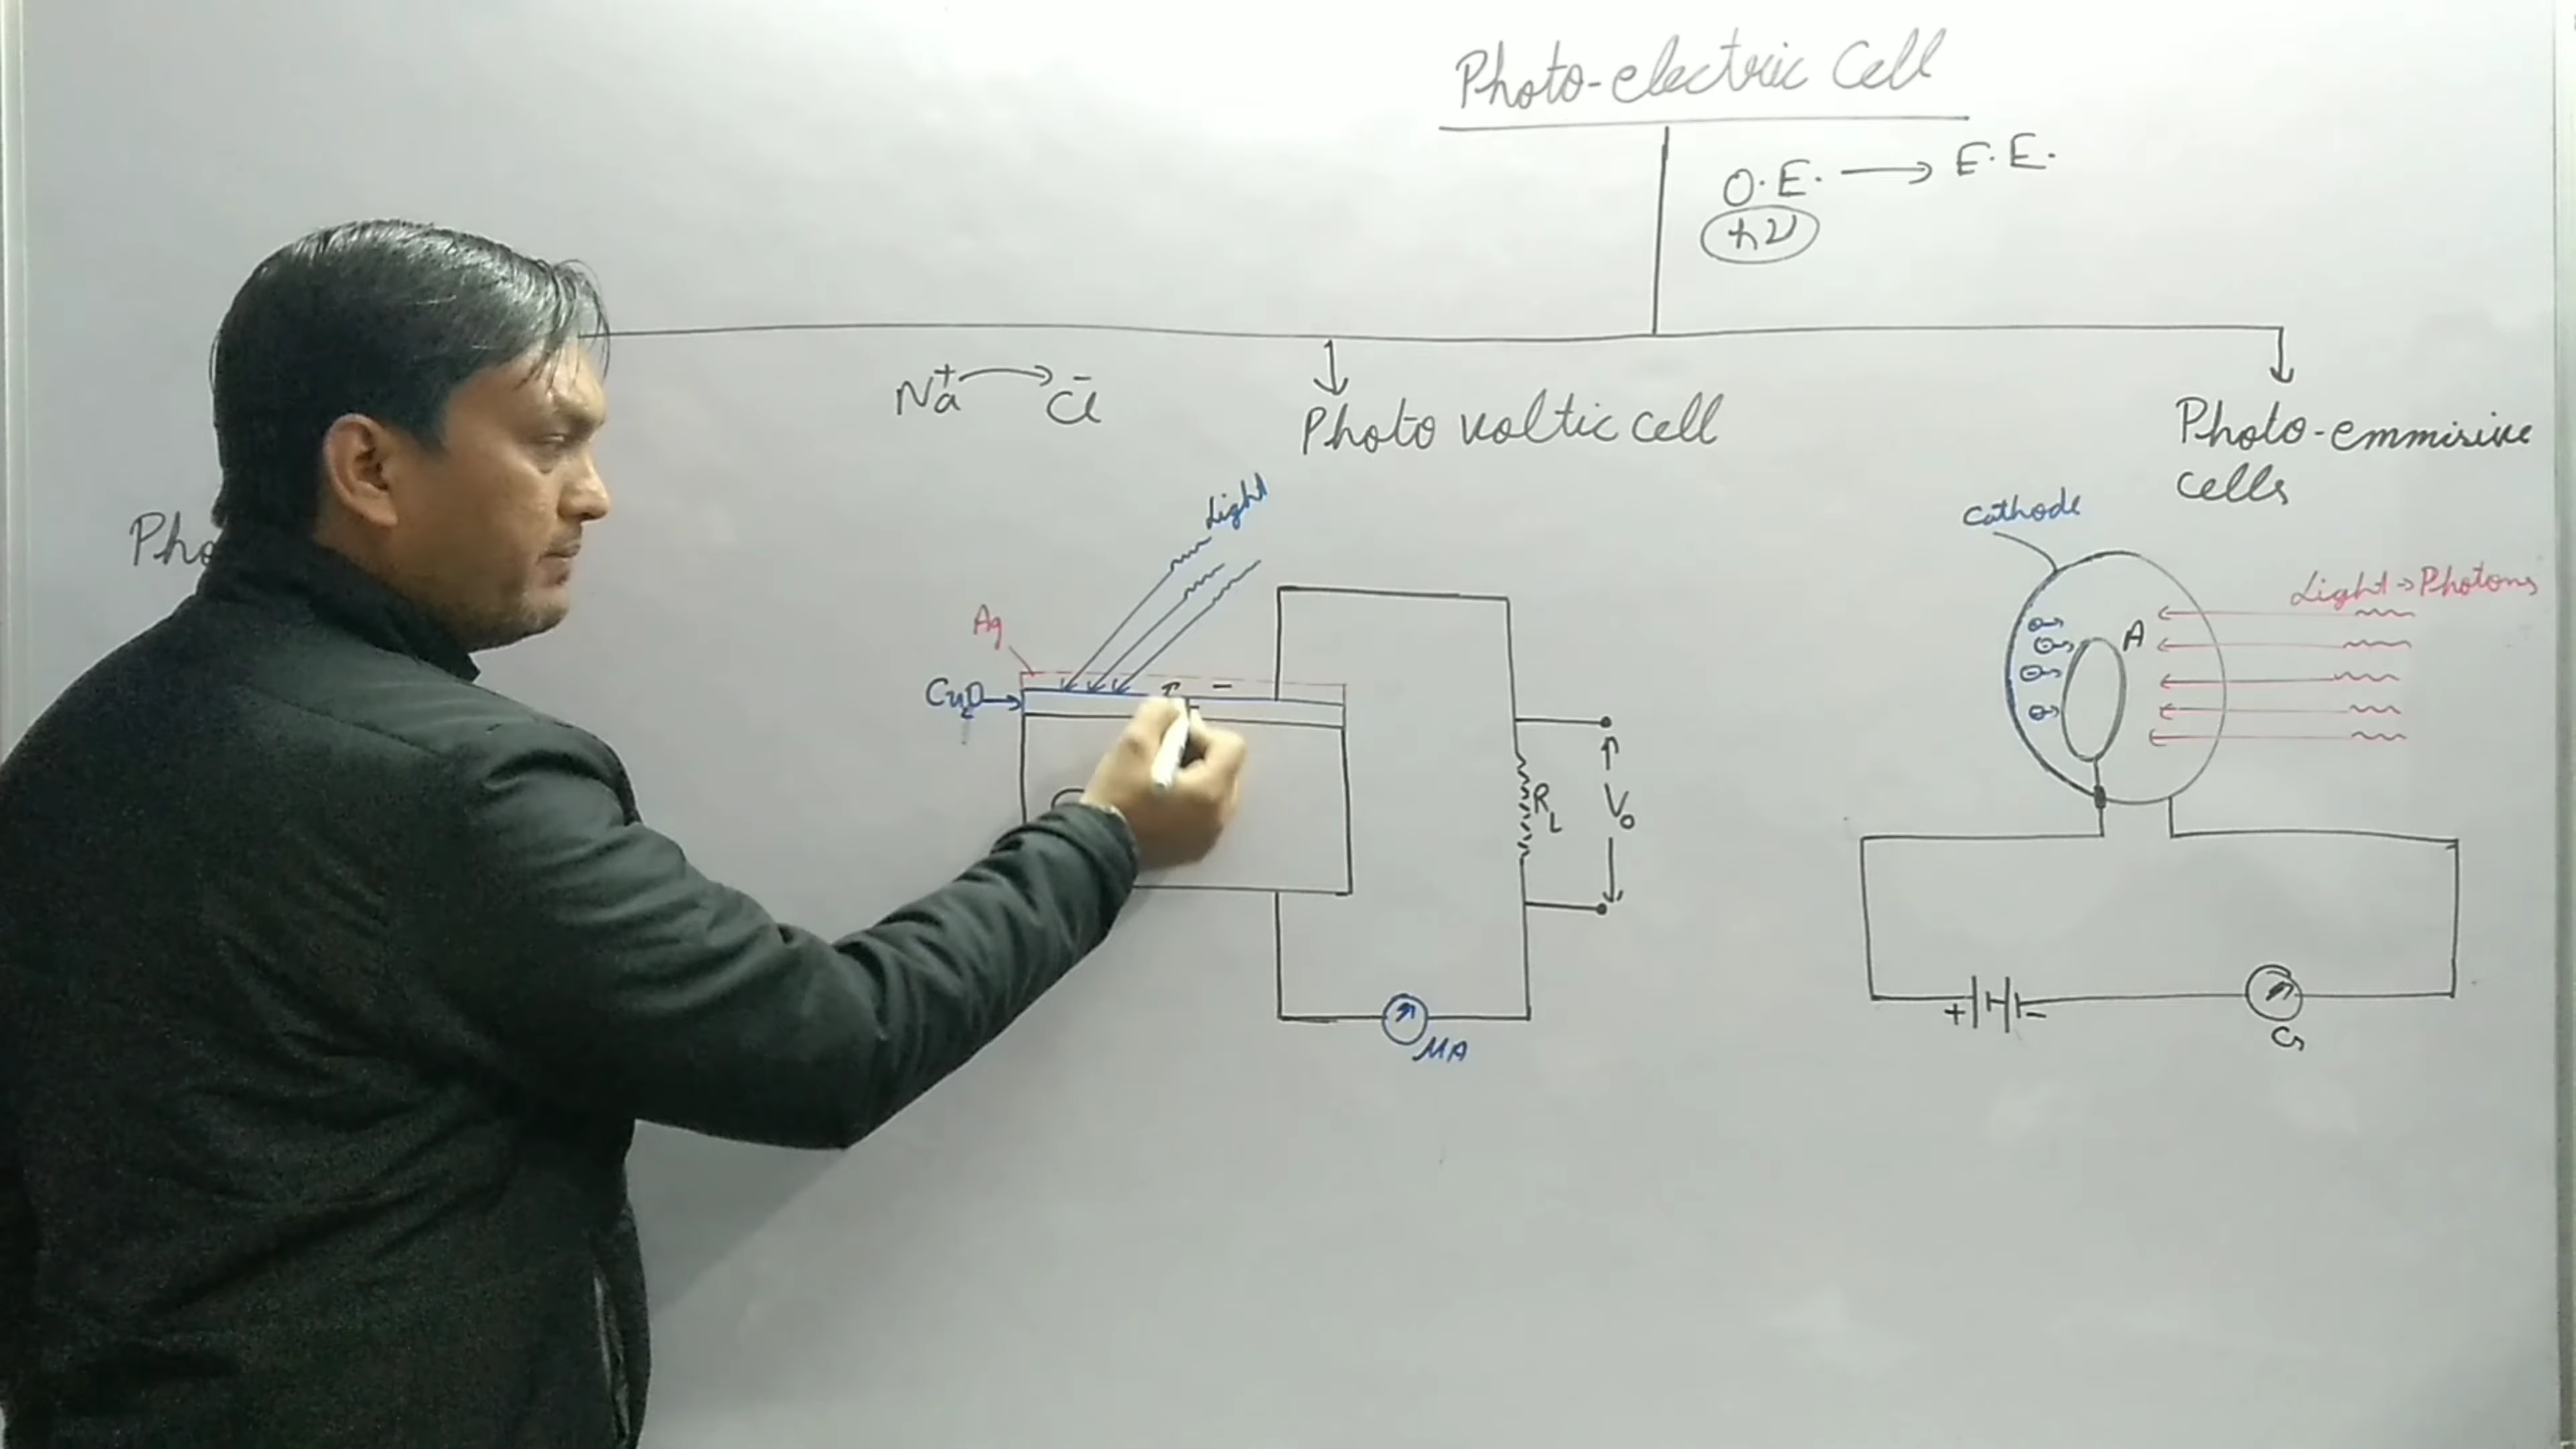 Photo-electric Cell
O.E. → E.E.
hν
Na⁺ → Cl⁻
Photo voltic cell
Photo-emmisive
cells
Pho
Light
Cathode
Light → Photons
Ag
A
Cu₂O
−
R_L
V₀
+ −
MA
G